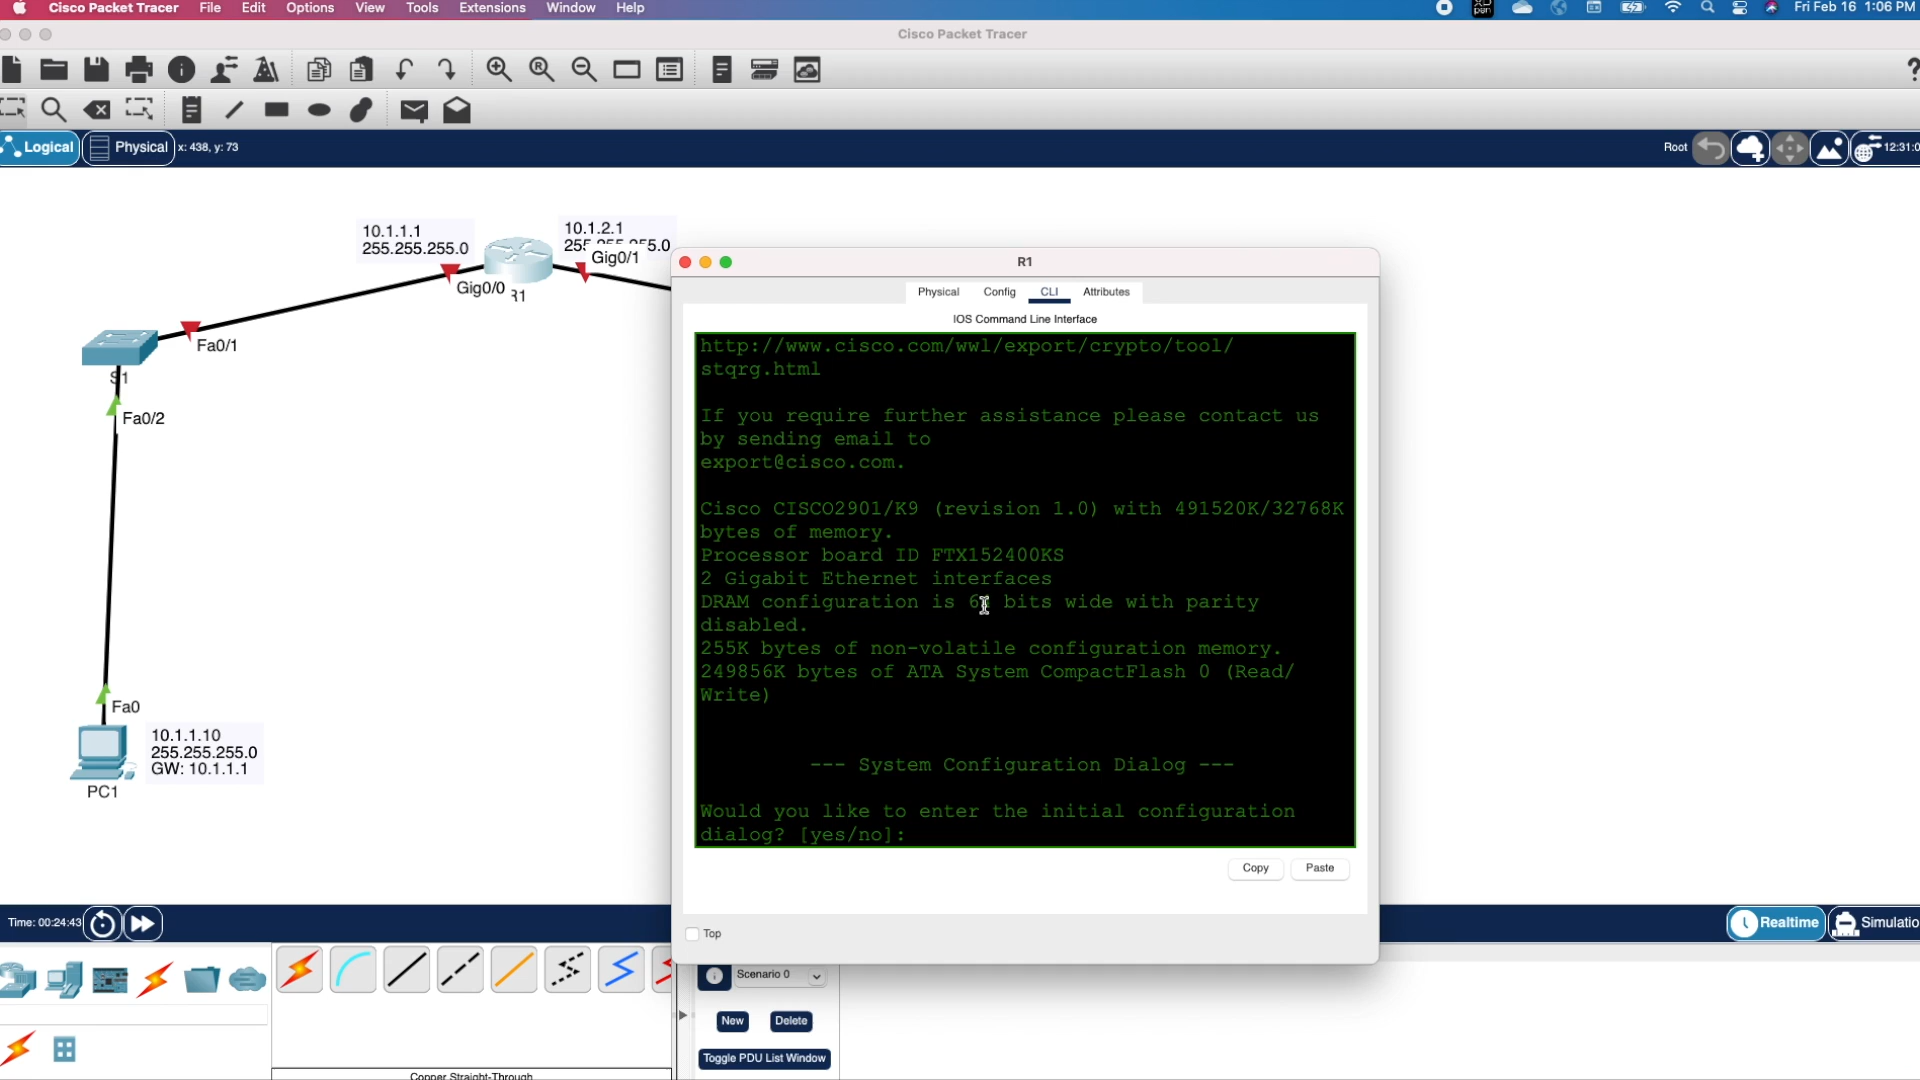 Cisco Packet Tracer File Edit Options View Tools Extensions Window Help Fri Feb 16 1:06 PM
Cisco Packet Tracer
Logical Physical x: 438, y: 73 Root
10.1.1.1
255.255.255.0
10.1.2.1
Gig0/1
Gig0/0
R1
Fa0/1
S1
Fa0/2
Fa0
10.1.1.10
255.255.255.0
GW: 10.1.1.1
PC1
R1
Physical Config CLI Attributes
IOS Command Line Interface
http://www.cisco.com/wwl/export/crypto/tool/
stqrg.html
If you require further assistance please contact us
by sending email to
export@cisco.com.
Cisco CISCO2901/K9 (revision 1.0) with 491520K/32768K
bytes of memory.
Processor board ID FTX152400KS
2 Gigabit Ethernet interfaces
DRAM configuration is bits wide with parity
disabled.
255K bytes of non-volatile configuration memory.
249856K bytes of ATA System CompactFlash 0 (Read/
Write)
--- System Configuration Dialog ---
Would you like to enter the initial configuration
dialog? [yes/no]:
Copy Paste
Top
Time: 00:24:43 Realtime
Scenario 0
New Delete
Toggle PDU List Window
Copper Straight-Through